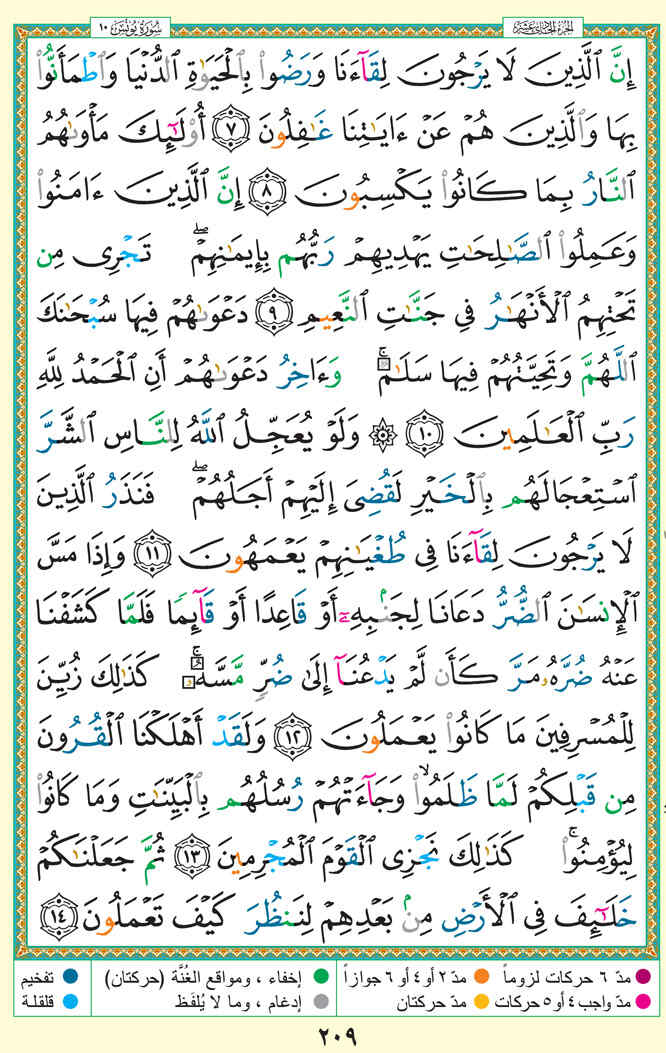 الجزء الحادي عشر
سُورَةُ يُونُسَ ١٠
إِنَّ ٱلَّذِينَ لَا يَرْجُونَ لِقَآءَنَا وَرَضُوا۟ بِٱلْحَيَوٰةِ ٱلدُّنْيَا وَٱطْمَأَنُّوا۟
بِهَا وَٱلَّذِينَ هُمْ عَنْ ءَايَـٰتِنَا غَـٰفِلُونَ ٧ أُو۟لَـٰٓئِكَ مَأْوَىٰهُمُ
ٱلنَّارُ بِمَا كَانُوا۟ يَكْسِبُونَ ٨ إِنَّ ٱلَّذِينَ ءَامَنُوا۟
وَعَمِلُوا۟ ٱلصَّـٰلِحَـٰتِ يَهْدِيهِمْ رَبُّهُم بِإِيمَـٰنِهِمْ ۖ تَجْرِى مِن
تَحْتِهِمُ ٱلْأَنْهَـٰرُ فِى جَنَّـٰتِ ٱلنَّعِيمِ ٩ دَعْوَىٰهُمْ فِيهَا سُبْحَـٰنَكَ
ٱللَّهُمَّ وَتَحِيَّتُهُمْ فِيهَا سَلَـٰمٌ ۚ وَءَاخِرُ دَعْوَىٰهُمْ أَنِ ٱلْحَمْدُ لِلَّهِ
رَبِّ ٱلْعَـٰلَمِينَ ١٠ ۞ وَلَوْ يُعَجِّلُ ٱللَّهُ لِلنَّاسِ ٱلشَّرَّ
ٱسْتِعْجَالَهُم بِٱلْخَيْرِ لَقُضِىَ إِلَيْهِمْ أَجَلُهُمْ ۖ فَنَذَرُ ٱلَّذِينَ
لَا يَرْجُونَ لِقَآءَنَا فِى طُغْيَـٰنِهِمْ يَعْمَهُونَ ١١ وَإِذَا مَسَّ
ٱلْإِنسَـٰنَ ٱلضُّرُّ دَعَانَا لِجَنۢبِهِۦٓ أَوْ قَاعِدًا أَوْ قَآئِمًا فَلَمَّا كَشَفْنَا
عَنْهُ ضُرَّهُۥ مَرَّ كَأَن لَّمْ يَدْعُنَآ إِلَىٰ ضُرٍّ مَّسَّهُۥ ۚ كَذَٰلِكَ زُيِّنَ
لِلْمُسْرِفِينَ مَا كَانُوا۟ يَعْمَلُونَ ١٢ وَلَقَدْ أَهْلَكْنَا ٱلْقُرُونَ
مِن قَبْلِكُمْ لَمَّا ظَلَمُوا۟ ۙ وَجَآءَتْهُمْ رُسُلُهُم بِٱلْبَيِّنَـٰتِ وَمَا كَانُوا۟
لِيُؤْمِنُوا۟ ۚ كَذَٰلِكَ نَجْزِى ٱلْقَوْمَ ٱلْمُجْرِمِينَ ١٣ ثُمَّ جَعَلْنَـٰكُمْ
خَلَـٰٓئِفَ فِى ٱلْأَرْضِ مِنۢ بَعْدِهِمْ لِنَنظُرَ كَيْفَ تَعْمَلُونَ ١٤
مدّ ٦ حركات لزوماً مدّ ٢ أو ٤ أو ٦ جوازاً إخفاء ، ومواقع الغُنَّة (حركتان) تفخيم
مدّ واجب ٤ أو ٥ حركات مدّ حركتان إدغام ، وما لا يُلفَظ قلقلة
٢٠٩